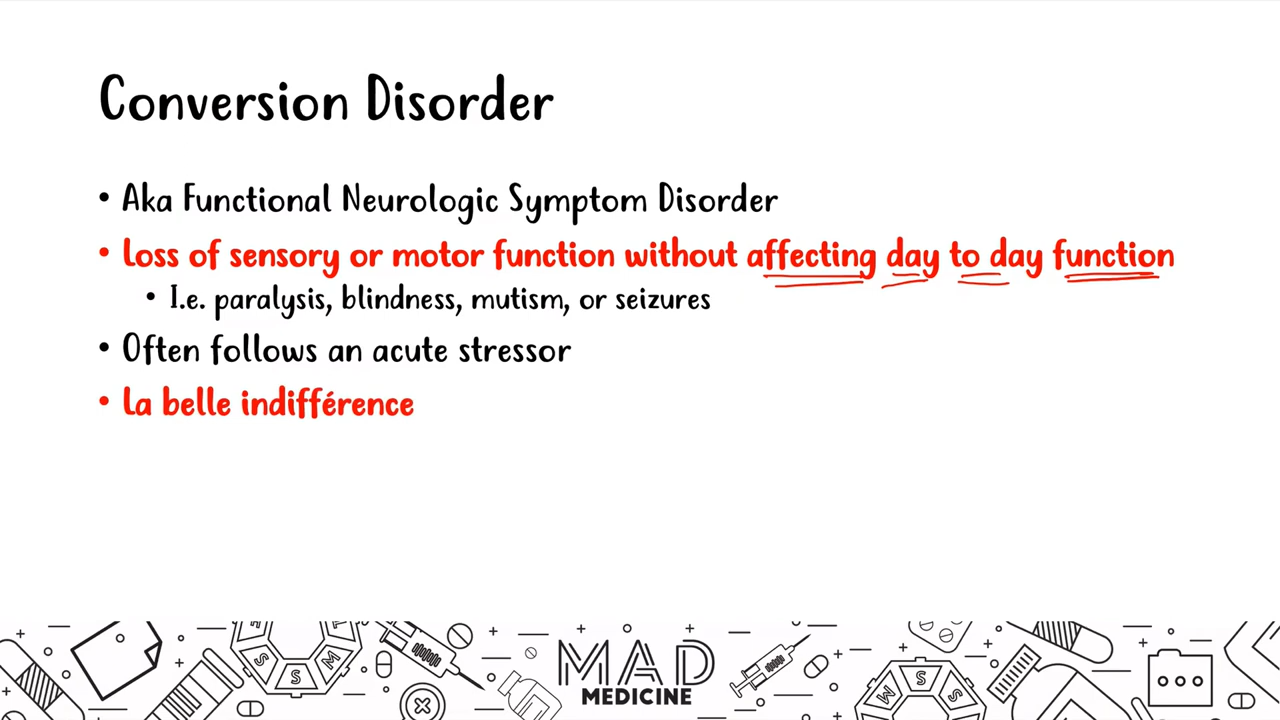 Conversion Disorder
• Aka Functional Neurologic Symptom Disorder
• Loss of sensory or motor function without affecting day to day function
• I.e. paralysis, blindness, mutism, or seizures
• Often follows an acute stressor
• La belle indifférence
S
S
M
MAD
MEDICINE
M
S
S